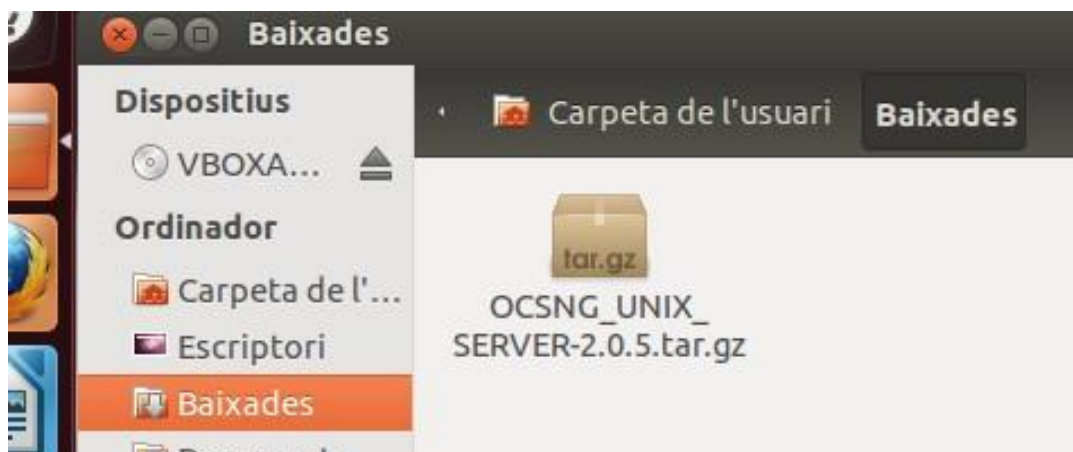 Baixades
Dispositius
VBOXA...
Ordinador
Carpeta de l'...
Escriptori
Baixades
Carpeta de l'usuari Baixades
tar.gz
OCSNG_UNIX_
SERVER-2.0.5.tar.gz